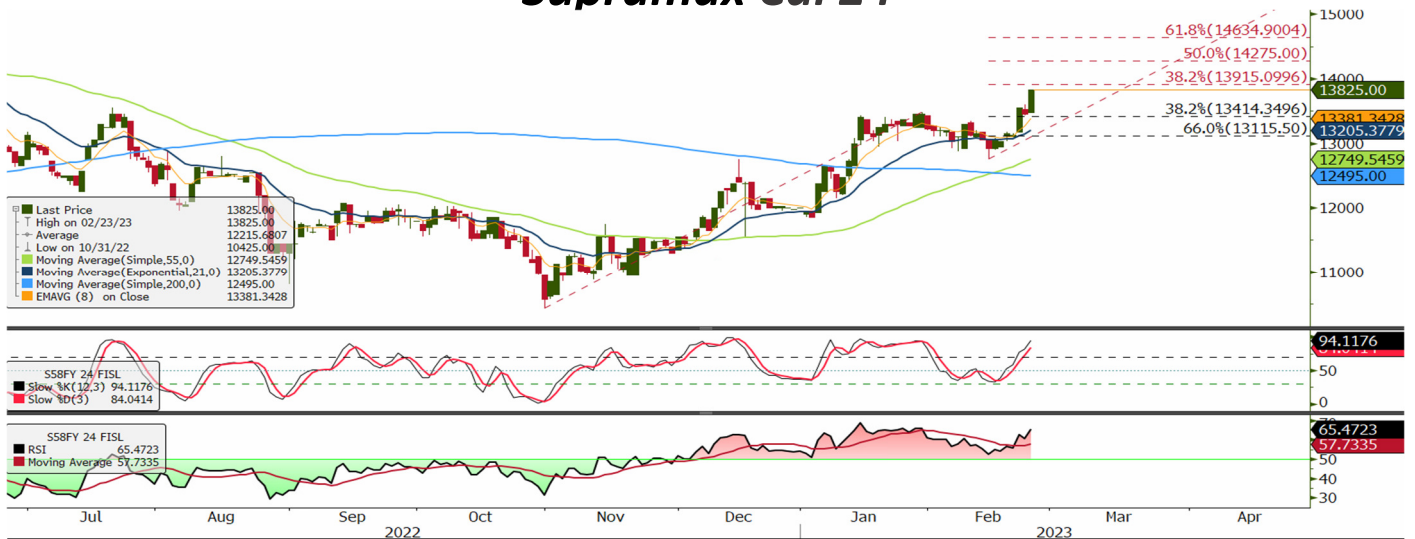 Supramax Cal 24
15000
61.8%(14634.9004)
50.0%(14275.00)
14000
38.2%(13915.0996)
13825.00
38.2%(13414.3496)
13381.3428
66.0%(13115.50)
13205.3779
13000
12749.5459
12495.00
12000
11000
Last Price 13825.00
High on 02/23/23 13825.00
Average 12215.6807
Low on 10/31/22 10425.00
Moving Average(Simple,55,0) 12749.5459
Moving Average(Exponential,21,0) 13205.3779
Moving Average(Simple,200,0) 12495.00
EMAVG (8) on Close 13381.3428
94.1176
84.0414
50
0
S58FY 24 FISL
Slow %K(12,3) 94.1176
Slow %D(3) 84.0414
70
65.4723
57.7335
50
40
30
S58FY 24 FISL
RSI 65.4723
Moving Average 57.7335
Jul Aug Sep Oct Nov Dec Jan Feb Mar Apr
2022 2023